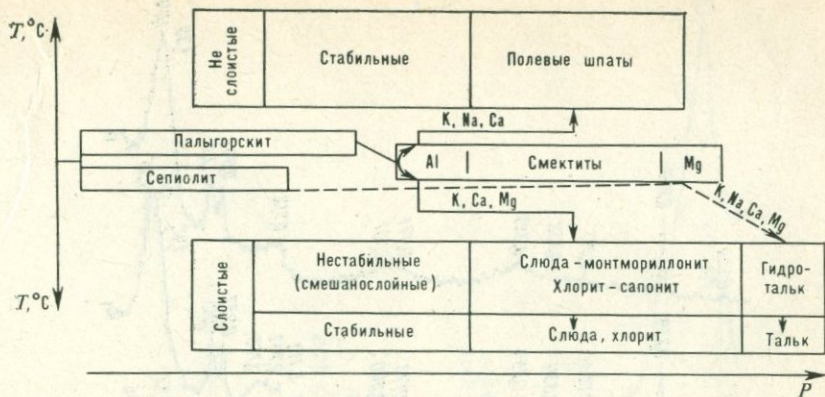 T,°C
Не слоистые
Стабильные
Полевые шпаты
K, Na, Ca
Палыгорскит
Al
Смектиты
Mg
Сепиолит
K, Ca, Mg
K, Na, Ca, Mg
T,°C
Слоистые
Нестабильные
(смешанослойные)
Слюда – монтмориллонит
Хлорит – сапонит
Гидро-
тальк
Стабильные
Слюда, хлорит
Тальк
P